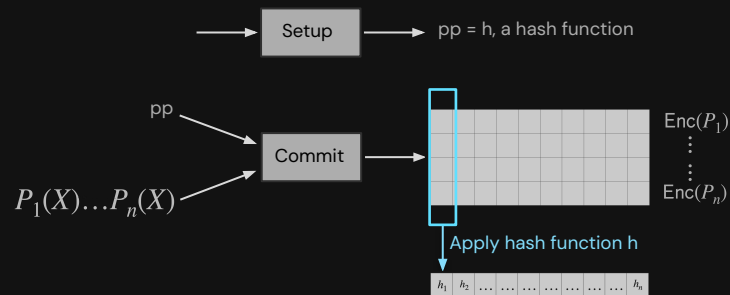 Setup
pp = h, a hash function
pp
Commit
P₁(X)…Pₙ(X)
Enc(P₁)
⋮
⋮
Enc(Pₙ)
Apply hash function h
h₁ h₂ … … … … … … … hₙ